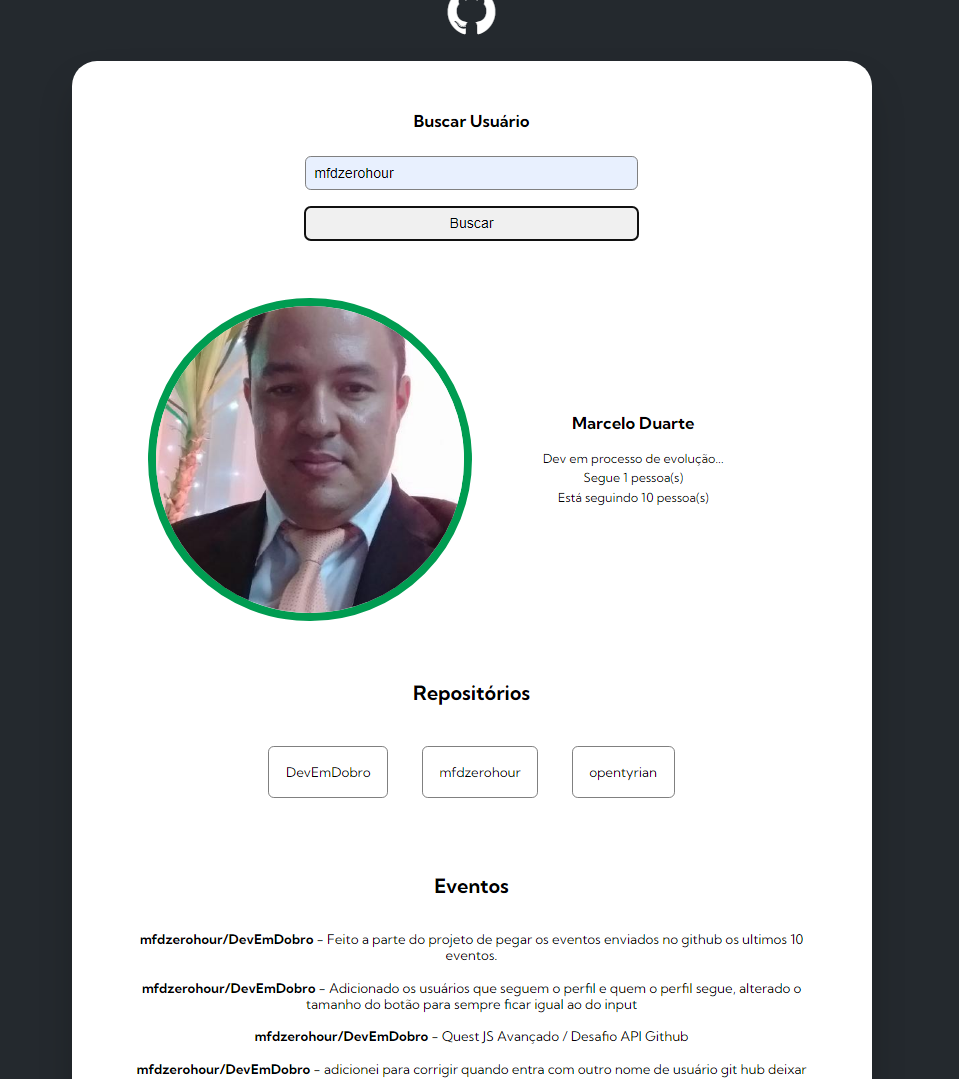 Buscar Usuário
mfdzerohour
Buscar
Marcelo Duarte
Dev em processo de evolução...
Segue 1 pessoa(s)
Está seguindo 10 pessoa(s)
Repositórios
DevEmDobro
mfdzerohour
opentyrian
Eventos
mfdzerohour/DevEmDobro - Feito a parte do projeto de pegar os eventos enviados no github os ultimos 10
eventos.
mfdzerohour/DevEmDobro - Adicionado os usuários que seguem o perfil e quem o perfil segue, alterado o
tamanho do botão para sempre ficar igual ao do input
mfdzerohour/DevEmDobro - Quest JS Avançado / Desafio API Github
mfdzerohour/DevEmDobro - adicionei para corrigir quando entra com outro nome de usuário git hub deixar